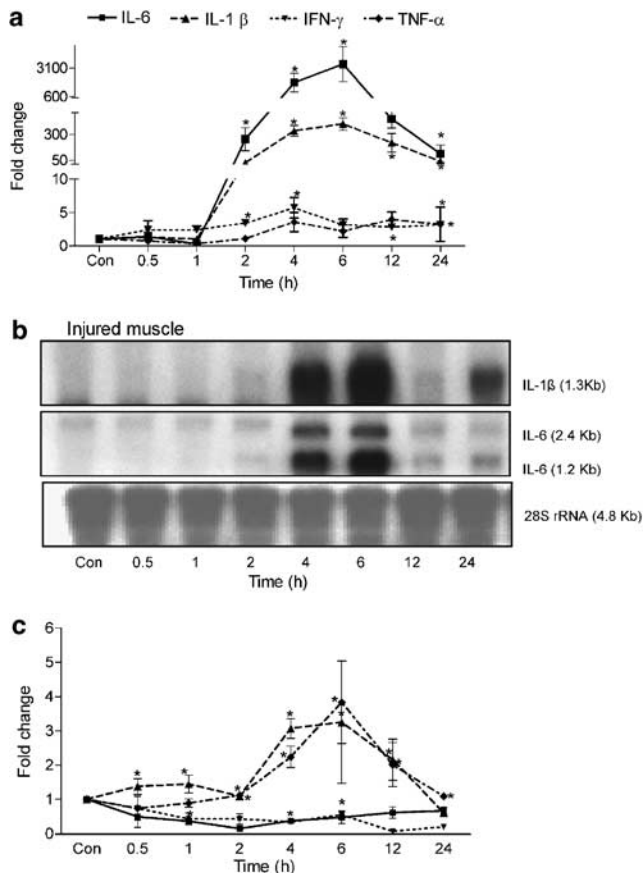 a
IL-6 IL-1 β IFN-γ TNF-α
Fold change
3100
600
300
50
10
5
0
Con 0.5 1 2 4 6 12 24
Time (h)
b
Injured muscle
IL-1ß (1.3Kb)
IL-6 (2.4 Kb)
IL-6 (1.2 Kb)
28S rRNA (4.8 Kb)
Con 0.5 1 2 4 6 12 24
Time (h)
c
Fold change
6
5
4
3
2
1
0
Con 0.5 1 2 4 6 12 24
Time (h)